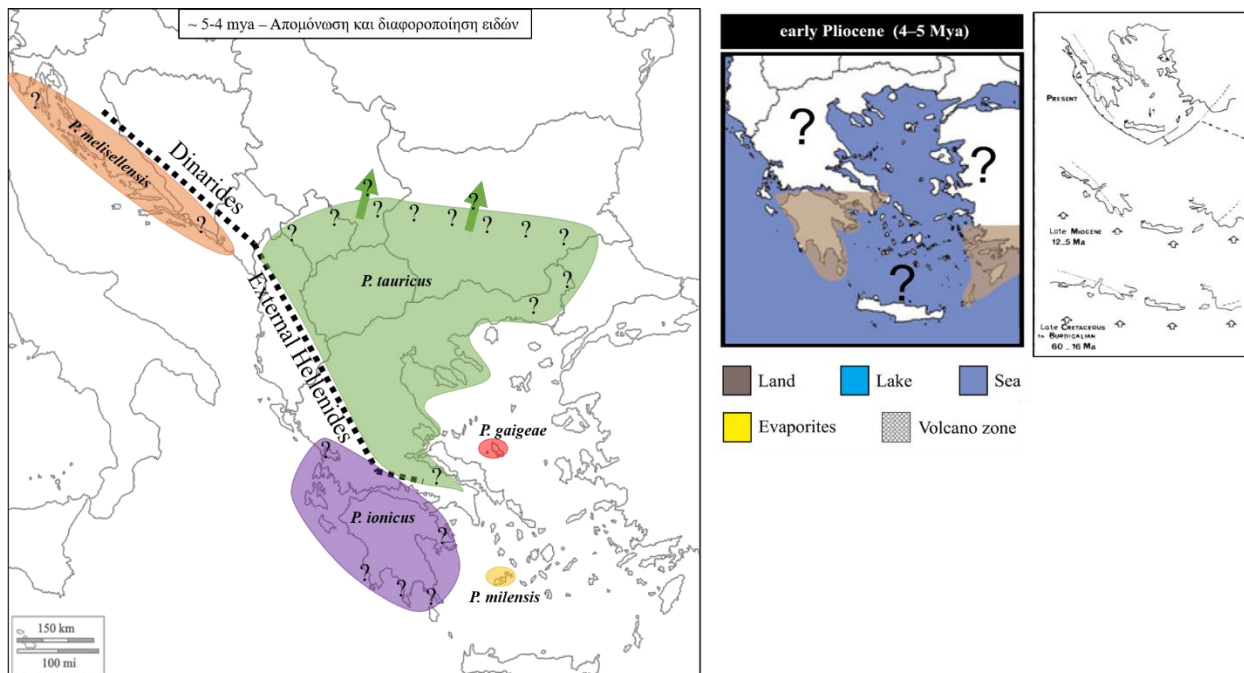 ~ 5-4 mya – Απομόνωση και διαφοροποίηση ειδών
?
P. melisellensis
?
Dinarides
?
?
?
?
?
?
?
?
?
?
P. tauricus
?
?
External Hellenides
?
?
P. gaigeae
P. ionicus
?
?
?
?
P. milensis
150 km
100 mi
early Pliocene (4–5 Mya)
?
?
?
Land
Lake
Sea
Evaporites
Volcano zone
PRESENT
LATE MIOCENE
12_5 Ma
LATE CRETACEOUS
to BURDIGALIAN
60 _ 16 Ma